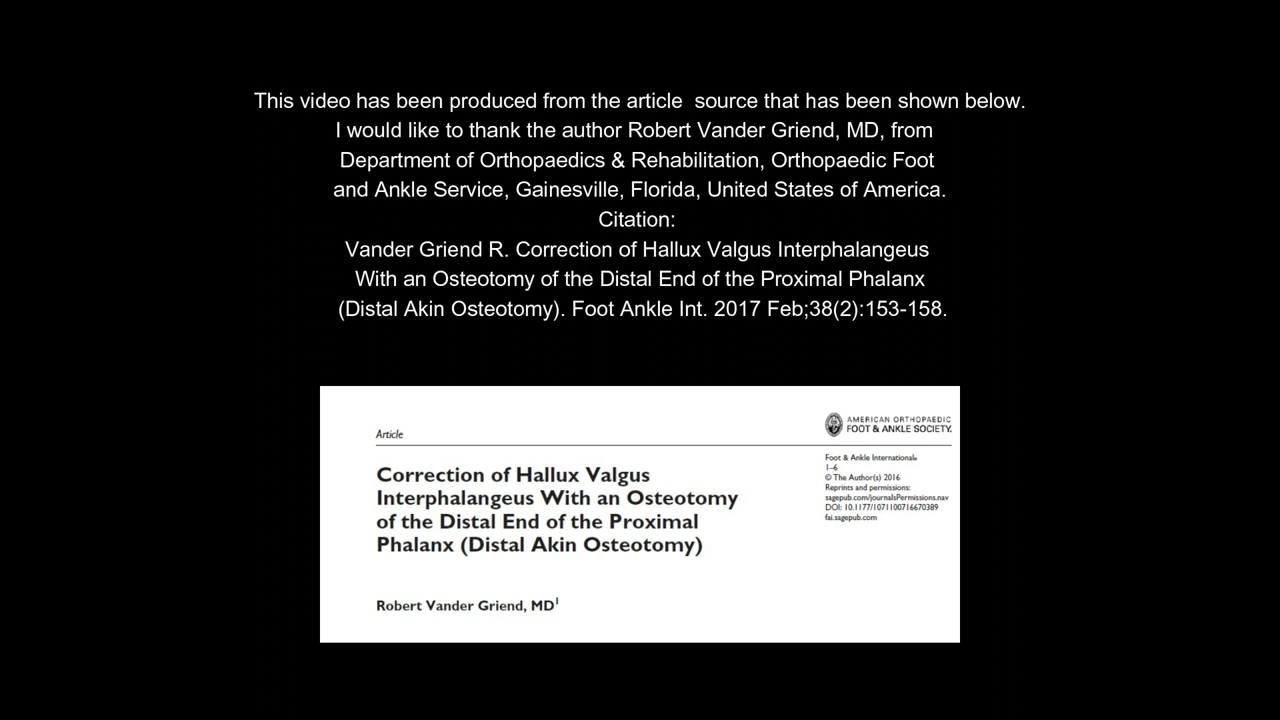 This video has been produced from the article  source that has been shown below.
I would like to thank the author Robert Vander Griend, MD, from
Department of Orthopaedics & Rehabilitation, Orthopaedic Foot
and Ankle Service, Gainesville, Florida, United States of America.
Citation:
Vander Griend R. Correction of Hallux Valgus Interphalangeus
With an Osteotomy of the Distal End of the Proximal Phalanx
(Distal Akin Osteotomy). Foot Ankle Int. 2017 Feb;38(2):153-158.
Article
AMERICAN ORTHOPAEDIC
FOOT & ANKLE SOCIETY.
Correction of Hallux Valgus
Interphalangeus With an Osteotomy
of the Distal End of the Proximal
Phalanx (Distal Akin Osteotomy)
Foot & Ankle International®
1–6
© The Author(s) 2016
Reprints and permissions:
sagepub.com/journalsPermissions.nav
DOI: 10.1177/1071100716670389
fai.sagepub.com
Robert Vander Griend, MD¹